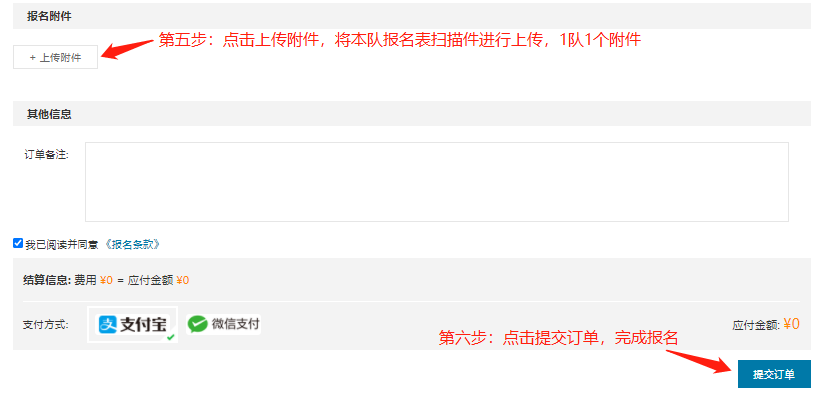 报名附件
+ 上传附件
第五步：点击上传附件，将本队报名表扫描件进行上传，1队1个附件
其他信息
订单备注:
我已阅读并同意 《报名条款》
结算信息: 费用 ¥0 = 应付金额 ¥0
支付方式: 支付宝 微信支付
应付金额: ¥0
第六步：点击提交订单，完成报名
提交订单